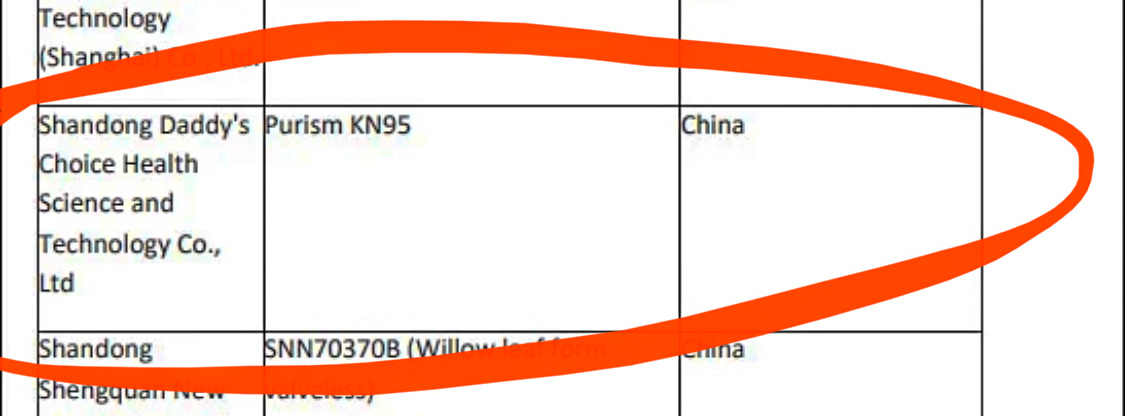 Technology
(Shanghai) Co., Ltd.
Shandong Daddy's
Choice Health
Science and
Technology Co.,
Ltd
Purism KN95
China
Shandong
Shengquan New
SNN70370B (Willow leaf form
valveless)
China